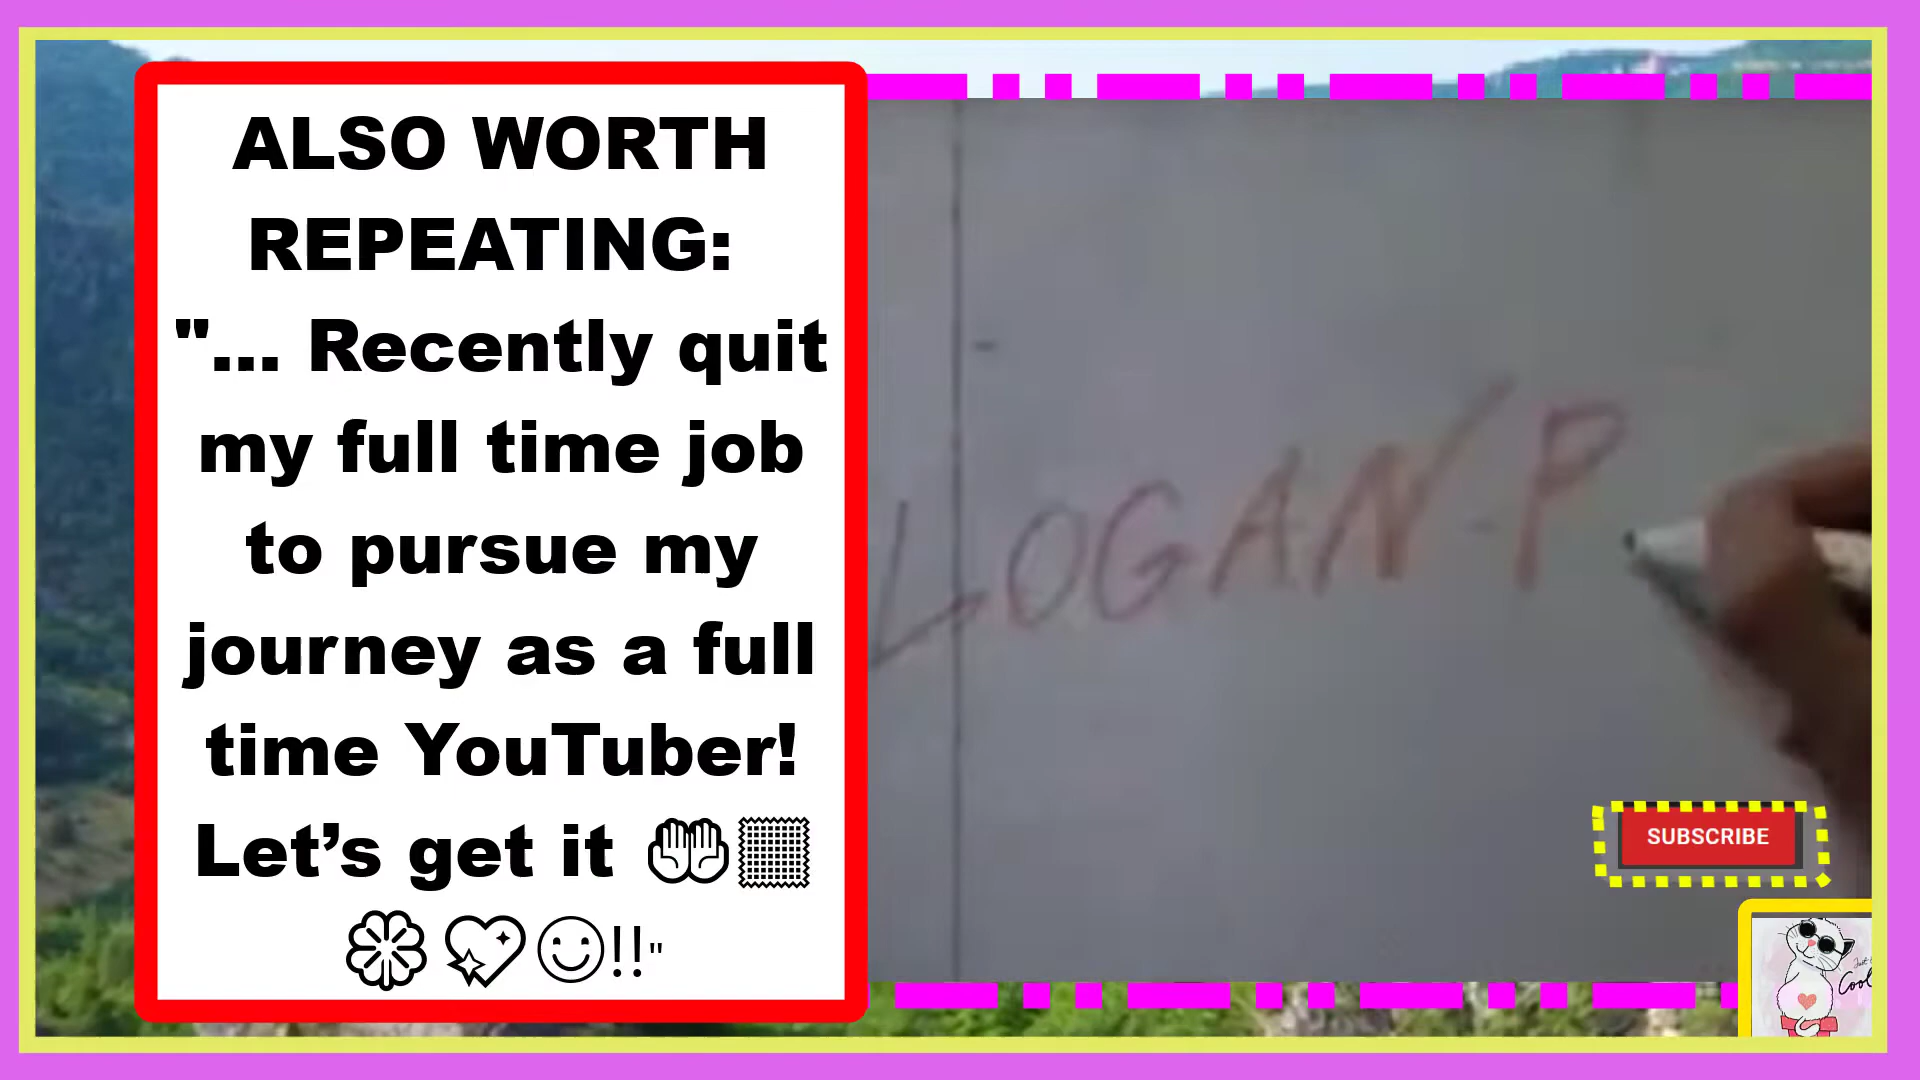 ALSO WORTH
REPEATING:
"... Recently quit
my full time job
to pursue my
journey as a full
time YouTuber!
Let’s get it 🤲🏽
💮💖☺️!!"
LOGAN P
SUBSCRIBE
Cool